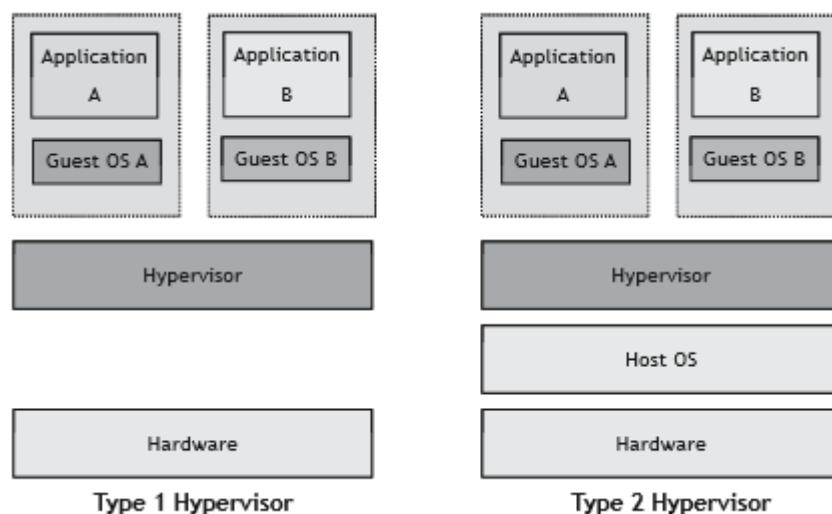 Application
A
Guest OS A
Application
B
Guest OS B
Hypervisor
Hardware
Type 1 Hypervisor
Application
A
Guest OS A
Application
B
Guest OS B
Hypervisor
Host OS
Hardware
Type 2 Hypervisor